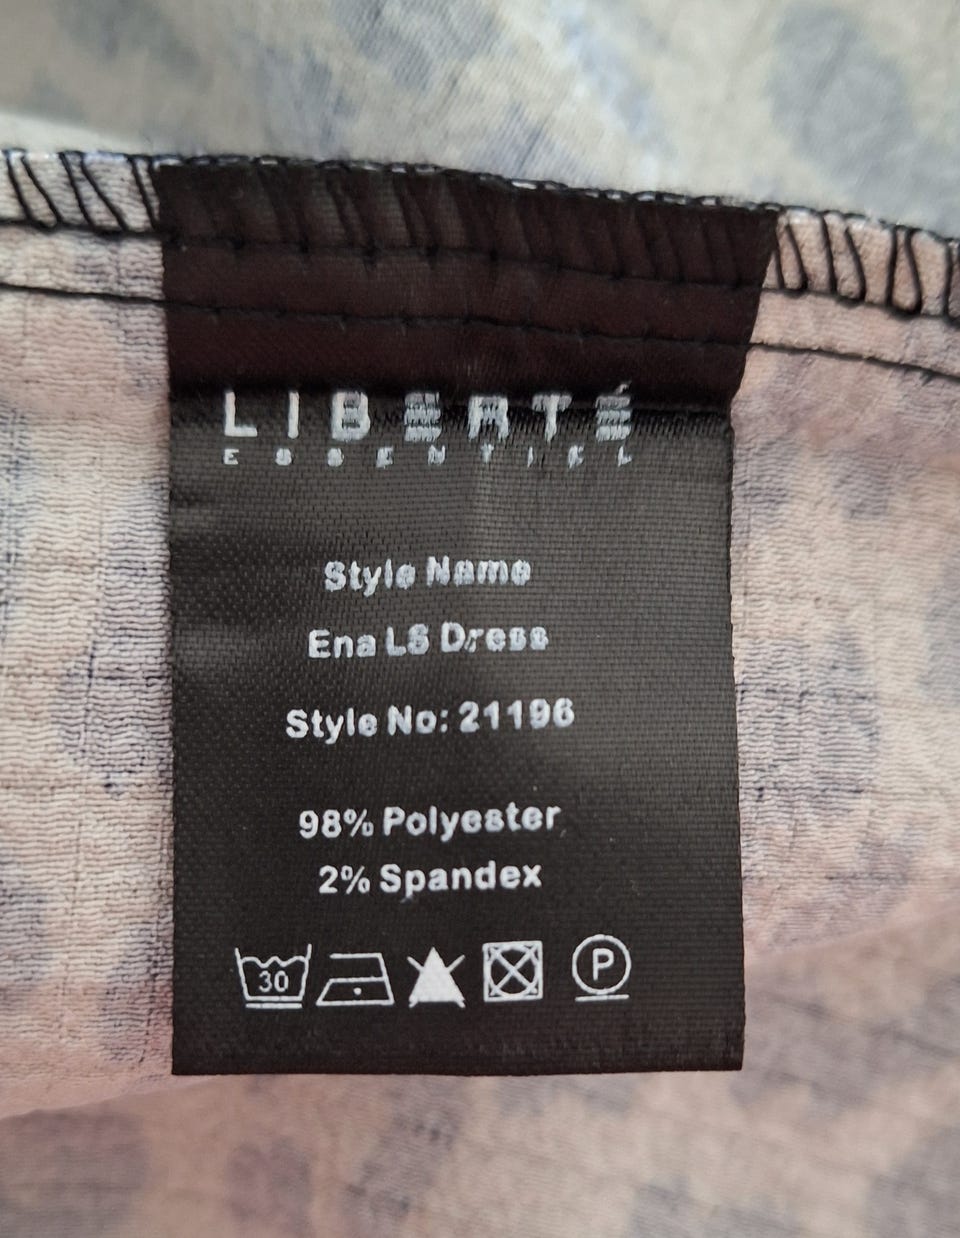 LIBERTÉ
ESSENTIEL
Style Name
Ena LS Dress
Style No: 21196
98% Polyester
2% Spandex
30 P